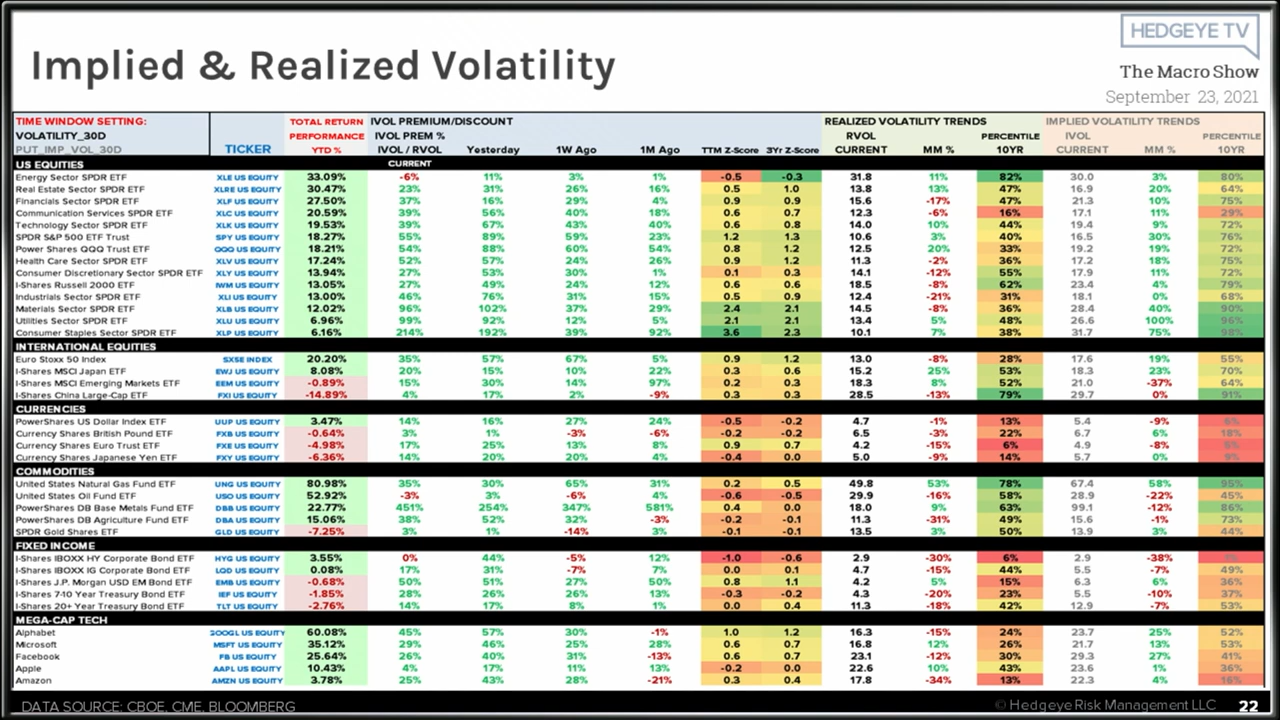 HEDGEYE TV
Implied & Realized Volatility
The Macro Show
September 23, 2021
TIME WINDOW SETTING: TOTAL RETURN IVOL PREMIUM/DISCOUNT REALIZED VOLATILITY TRENDS IMPLIED VOLATILITY TRENDS
VOLATILITY_30D PERFORMANCE IVOL PREM % RVOL PERCENTILE IVOL PERCENTILE
PUT_IMP_VOL_30D TICKER YTD % IVOL / RVOL Yesterday 1W Ago 1M Ago TTM Z-Score 3Yr Z-Score CURRENT MM % 10YR CURRENT MM % 10YR
US EQUITIES CURRENT
Energy Sector SPDR ETF XLE US EQUITY 33.09% -6% 11% 3% 1% -0.5 -0.3 31.8 11% 82% 30.0 3% 80%
Real Estate Sector SPDR ETF XLRE US EQUITY 30.47% 23% 31% 26% 16% 0.5 1.0 13.8 13% 47% 16.9 20% 64%
Financials Sector SPDR ETF XLF US EQUITY 27.50% 37% 16% 29% 4% 0.9 0.9 15.6 -17% 47% 21.3 10% 75%
Communication Services SPDR ETF XLC US EQUITY 20.59% 39% 56% 40% 18% 0.6 0.7 12.3 -6% 16% 17.1 11% 29%
Technology Sector SPDR ETF XLK US EQUITY 19.53% 39% 67% 43% 40% 0.6 0.8 14.0 10% 44% 19.4 9% 72%
SPDR S&P 500 ETF Trust SPY US EQUITY 18.27% 55% 89% 59% 23% 1.2 1.3 10.6 3% 40% 16.5 30% 76%
Power Shares QQQ Trust ETF QQQ US EQUITY 18.21% 54% 88% 60% 54% 0.8 1.2 12.5 20% 33% 19.2 19% 72%
Health Care Sector SPDR ETF XLV US EQUITY 17.24% 52% 57% 24% 26% 0.9 1.2 11.3 -2% 36% 17.2 18% 75%
Consumer Discretionary Sector SPDR ETF XLY US EQUITY 13.94% 27% 53% 30% 1% 0.1 0.3 14.1 -12% 55% 17.9 11% 72%
I-Shares Russell 2000 ETF IWM US EQUITY 13.05% 27% 49% 24% 12% 0.6 0.6 18.5 -8% 62% 23.4 4% 79%
Industrials Sector SPDR ETF XLI US EQUITY 13.00% 46% 76% 31% 15% 0.5 0.9 12.4 -21% 31% 18.1 0% 68%
Materials Sector SPDR ETF XLB US EQUITY 12.02% 96% 102% 37% 29% 2.4 2.1 14.5 -8% 36% 28.4 40% 90%
Utilities Sector SPDR ETF XLU US EQUITY 6.96% 99% 92% 12% 5% 2.1 2.1 13.4 5% 48% 26.6 100% 96%
Consumer Staples Sector SPDR ETF XLP US EQUITY 6.16% 214% 192% 39% 92% 3.6 2.3 10.1 7% 38% 31.7 75% 98%
INTERNATIONAL EQUITIES
Euro Stoxx 50 Index SX5E INDEX 20.20% 35% 57% 67% 5% 0.9 1.2 13.0 -8% 28% 17.6 19% 55%
I-Shares MSCI Japan ETF EWJ US EQUITY 8.08% 20% 15% 10% 22% 0.3 0.6 15.2 25% 53% 18.3 23% 70%
I-Shares MSCI Emerging Markets ETF EEM US EQUITY -0.89% 15% 30% 14% 97% 0.2 0.3 18.3 8% 52% 21.0 -37% 64%
I-Shares China Large-Cap ETF FXI US EQUITY -14.89% 4% 17% 2% -9% 0.3 0.3 28.5 -13% 79% 29.7 0% 91%
CURRENCIES
PowerShares US Dollar Index ETF UUP US EQUITY 3.47% 14% 16% 27% 24% -0.5 -0.2 4.7 -1% 13% 5.4 -9% 6%
Currency Shares British Pound ETF FXB US EQUITY -0.64% 3% 1% -3% -6% -0.2 -0.2 6.5 -3% 22% 6.7 6% 18%
Currency Shares Euro Trust ETF FXE US EQUITY -4.98% 17% 25% 13% 8% 0.9 0.7 4.2 -15% 6% 4.9 -8%
Currency Shares Japanese Yen ETF FXY US EQUITY -6.36% 14% 20% 20% 4% -0.4 0.0 5.0 -9% 14% 5.7 0% 9%
COMMODITIES
United States Natural Gas Fund ETF UNG US EQUITY 80.98% 35% 30% 65% 31% 0.2 0.5 49.8 53% 78% 67.4 58% 95%
United States Oil Fund ETF USO US EQUITY 52.92% -3% 3% -6% 4% -0.6 -0.5 29.9 -16% 58% 28.9 -22% 45%
PowerShares DB Base Metals Fund ETF DBB US EQUITY 22.77% 451% 254% 347% 581% 0.4 0.0 18.0 9% 63% 99.1 -12% 86%
PowerShares DB Agriculture Fund ETF DBA US EQUITY 15.06% 38% 52% 32% -3% -0.2 -0.1 11.3 -31% 49% 15.6 -1% 73%
SPDR Gold Shares ETF GLD US EQUITY -7.25% 3% 1% -14% 3% -0.1 -0.1 13.5 3% 50% 13.9 3% 44%
FIXED INCOME
I-Shares IBOXX HY Corporate Bond ETF HYG US EQUITY 3.55% 0% 44% -5% 12% -1.0 -0.6 2.9 -30% 6% 2.9 -38%
I-Shares IBOXX IG Corporate Bond ETF LQD US EQUITY 0.08% 17% 31% -7% 7% 0.0 0.1 4.7 -15% 44% 5.5 -7% 49%
I-Shares J.P. Morgan USD EM Bond ETF EMB US EQUITY -0.68% 50% 51% 27% 50% 0.8 1.1 4.2 5% 15% 6.3 6% 36%
I-Shares 7-10 Year Treasury Bond ETF IEF US EQUITY -1.85% 28% 26% 26% 13% -0.3 -0.2 4.3 -20% 23% 5.5 -10% 37%
I-Shares 20+ Year Treasury Bond ETF TLT US EQUITY -2.76% 14% 17% 8% 1% 0.0 0.4 11.3 -18% 42% 12.9 -7% 53%
MEGA-CAP TECH
Alphabet GOOGL US EQUITY 60.08% 45% 57% 30% -1% 1.0 1.2 16.3 -15% 24% 23.7 25% 52%
Microsoft MSFT US EQUITY 35.12% 29% 46% 25% 28% 0.6 0.7 16.8 12% 26% 21.7 13% 53%
Facebook FB US EQUITY 25.64% 26% 40% 31% -13% 0.6 0.7 23.1 -12% 30% 29.3 27% 41%
Apple AAPL US EQUITY 10.43% 4% 17% 11% 13% -0.2 0.0 22.6 10% 43% 23.6 1% 36%
Amazon AMZN US EQUITY 3.78% 25% 43% 28% -21% 0.3 0.4 17.8 -34% 13% 22.3 4% 16%
DATA SOURCE: CBOE, CME, BLOOMBERG © Hedgeye Risk Management LLC 22